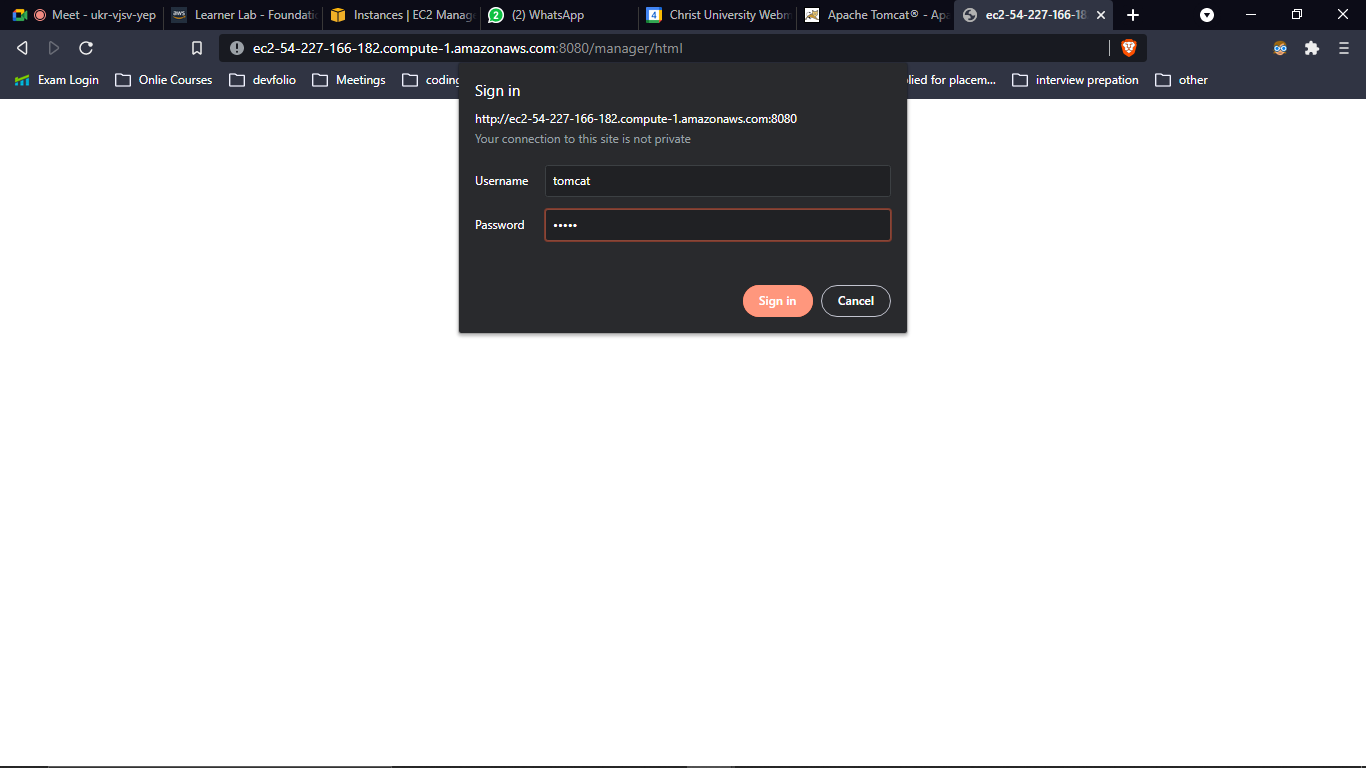 Meet - ukr-vjsv-yep
Learner Lab - Foundati
Instances | EC2 Manag
(2) WhatsApp
Christ University Webm
Apache Tomcat® - Apa
ec2-54-227-166-18
ec2-54-227-166-182.compute-1.amazonaws.com:8080/manager/html
Exam Login
Onlie Courses
devfolio
Meetings
coding
lied for placem...
interview prepation
other
Sign in
http://ec2-54-227-166-182.compute-1.amazonaws.com:8080
Your connection to this site is not private
Username tomcat
Password •••••
Sign in Cancel